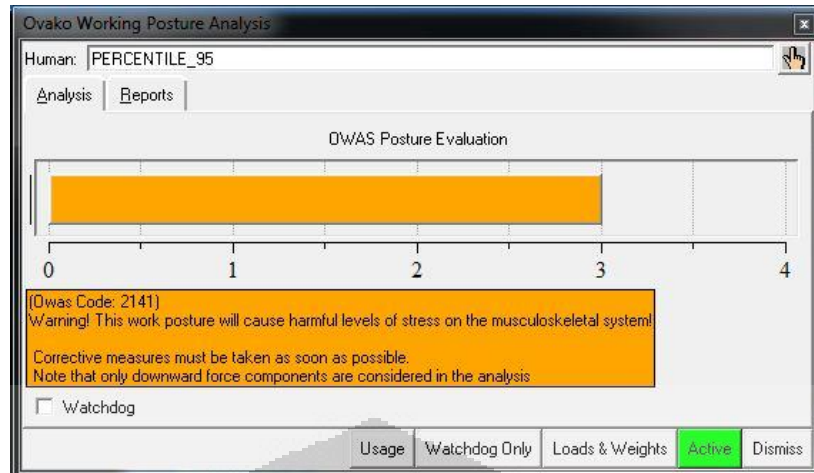 Ovako Working Posture Analysis
Human: PERCENTILE_95
Analysis Reports
OWAS Posture Evaluation
0 1 2 3 4
(Owas Code: 2141)
Warning! This work posture will cause harmful levels of stress on the musculoskeletal system!
Corrective measures must be taken as soon as possible.
Note that only downward force components are considered in the analysis
Watchdog
Usage Watchdog Only Loads & Weights Active Dismiss